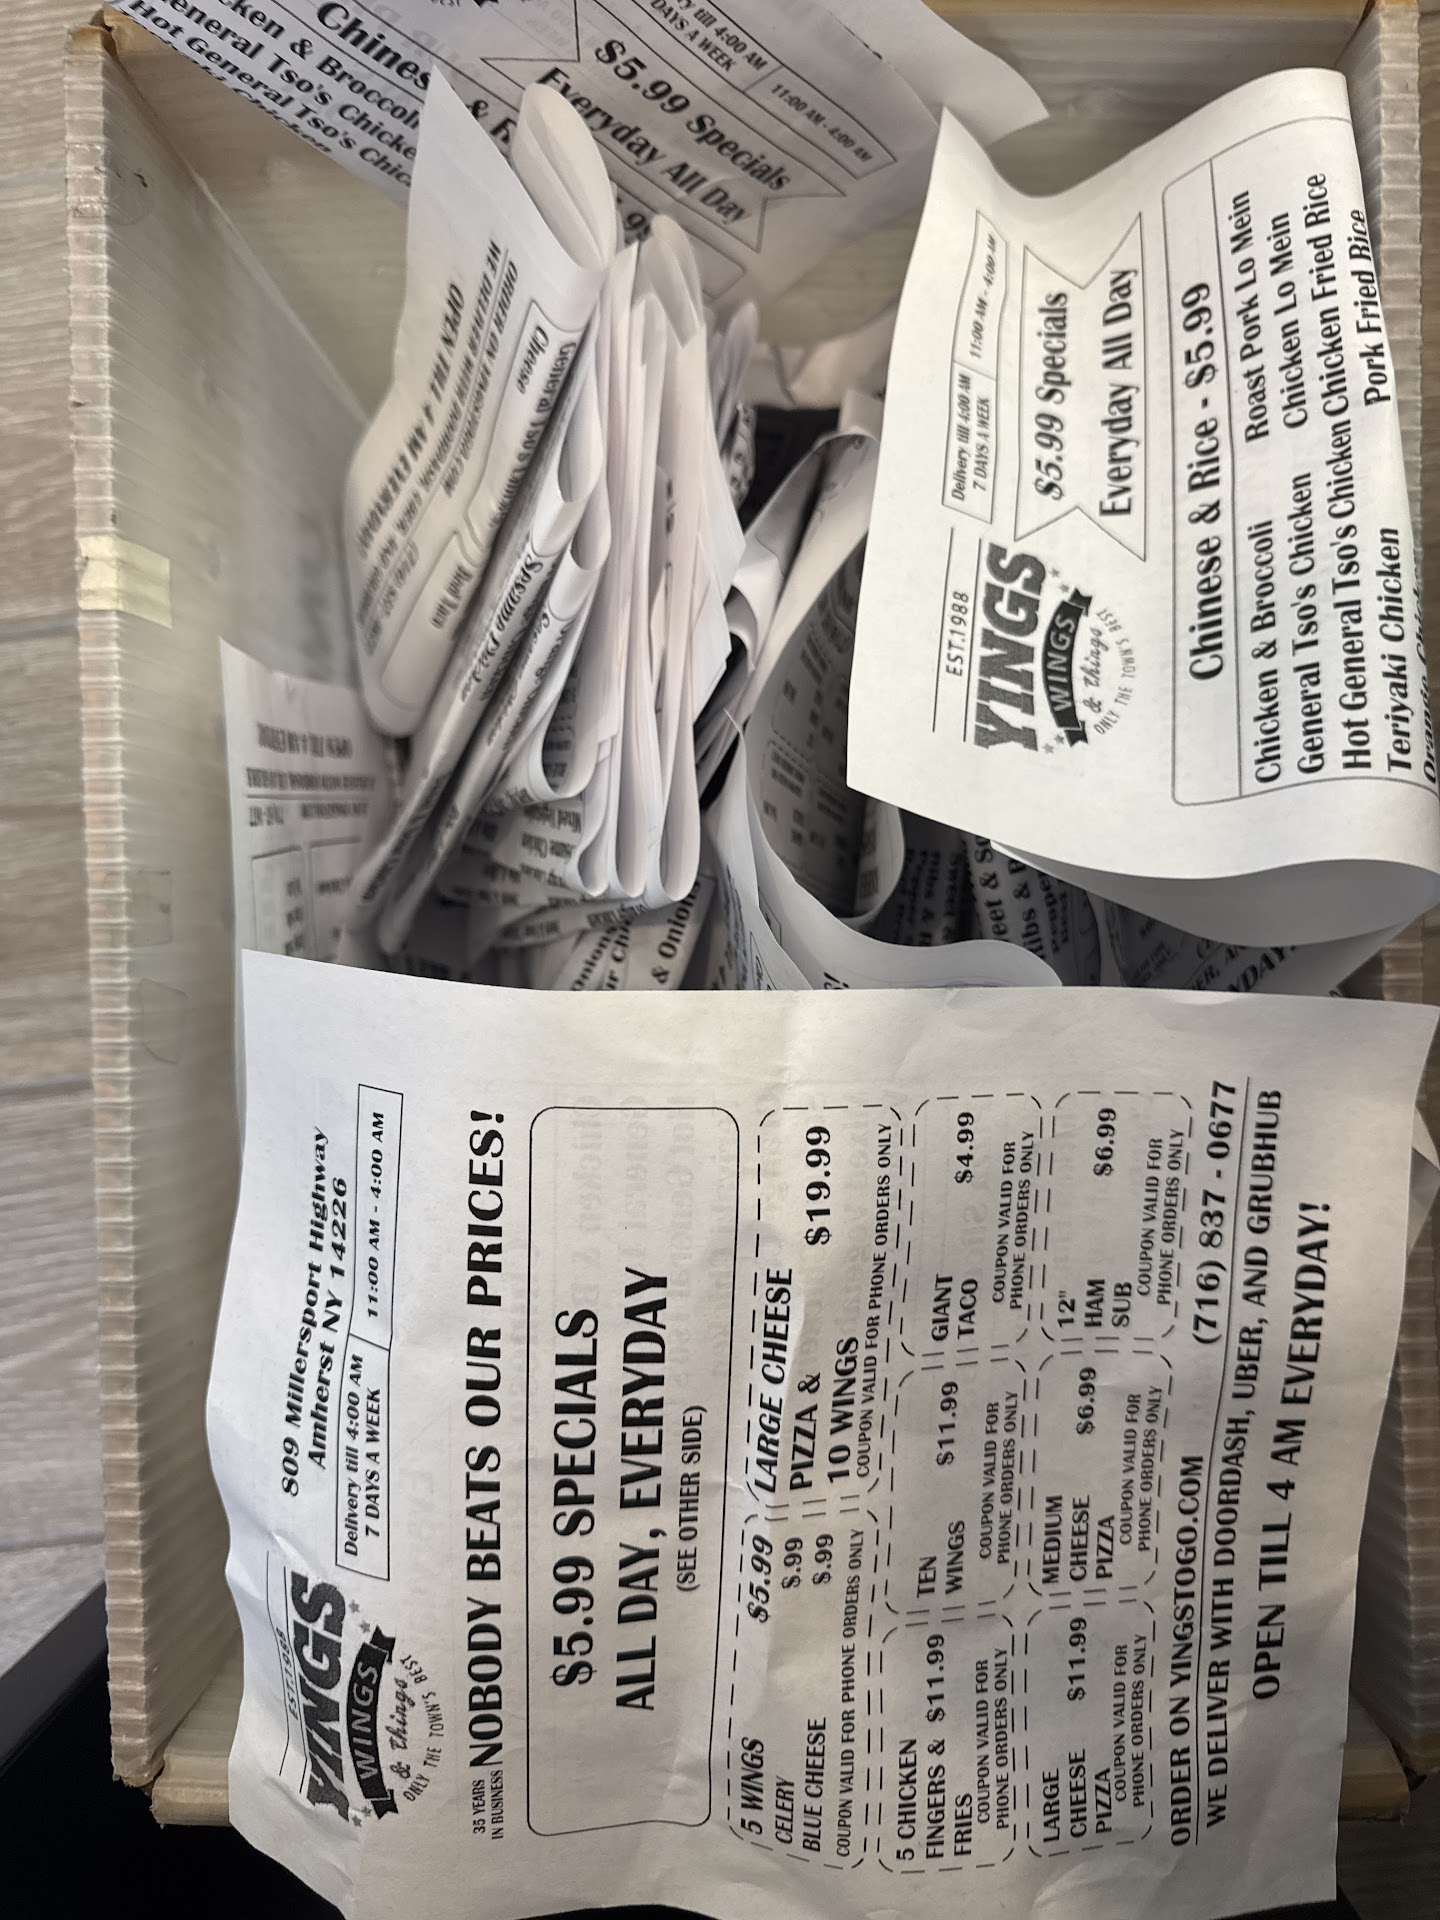 EST.1988
YINGS
WINGS
& things
ONLY THE TOWN'S BEST
809 Millersport Highway
Amherst NY 14226
Delivery till 4:00 AM
7 DAYS A WEEK
11:00 AM - 4:00 AM
35 YEARS
IN BUSINESS
NOBODY BEATS OUR PRICES!
$5.99 SPECIALS
ALL DAY, EVERYDAY
(SEE OTHER SIDE)
5 WINGS $5.99
CELERY $.99
BLUE CHEESE $.99
COUPON VALID FOR PHONE ORDERS ONLY
LARGE CHEESE
PIZZA & $19.99
10 WINGS
COUPON VALID FOR PHONE ORDERS ONLY
5 CHICKEN
FINGERS & $11.99
FRIES
COUPON VALID FOR
PHONE ORDERS ONLY
TEN
WINGS $11.99
COUPON VALID FOR
PHONE ORDERS ONLY
GIANT
TACO $4.99
COUPON VALID FOR
PHONE ORDERS ONLY
LARGE
CHEESE $11.99
PIZZA
COUPON VALID FOR
PHONE ORDERS ONLY
MEDIUM
CHEESE $6.99
PIZZA
COUPON VALID FOR
PHONE ORDERS ONLY
12"
HAM $6.99
SUB
COUPON VALID FOR
PHONE ORDERS ONLY
ORDER ON YINGSTOGO.COM (716) 837 - 0677
WE DELIVER WITH DOORDASH, UBER, AND GRUBHUB
OPEN TILL 4 AM EVERYDAY!
EST.1988
YINGS
WINGS
& things
ONLY THE TOWN'S BEST
Delivery till 4:00 AM
7 DAYS A WEEK
11:00 AM - 4:00 AM
$5.99 Specials
Everyday All Day
Chinese & Rice - $5.99
Chicken & Broccoli Roast Pork Lo Mein
General Tso's Chicken Chicken Lo Mein
Hot General Tso's Chicken Chicken Fried Rice
Teriyaki Chicken Pork Fried Rice
DAYS A WEEK
11:00 AM - 4:00 AM
$5.99 Specials
Everyday All Day
Chinese &
& Broccoli
General Tso's
Hot General Tso's
Chicken
OPEN TILL 4 AM EVERYDAY!
Cheese
& Onion